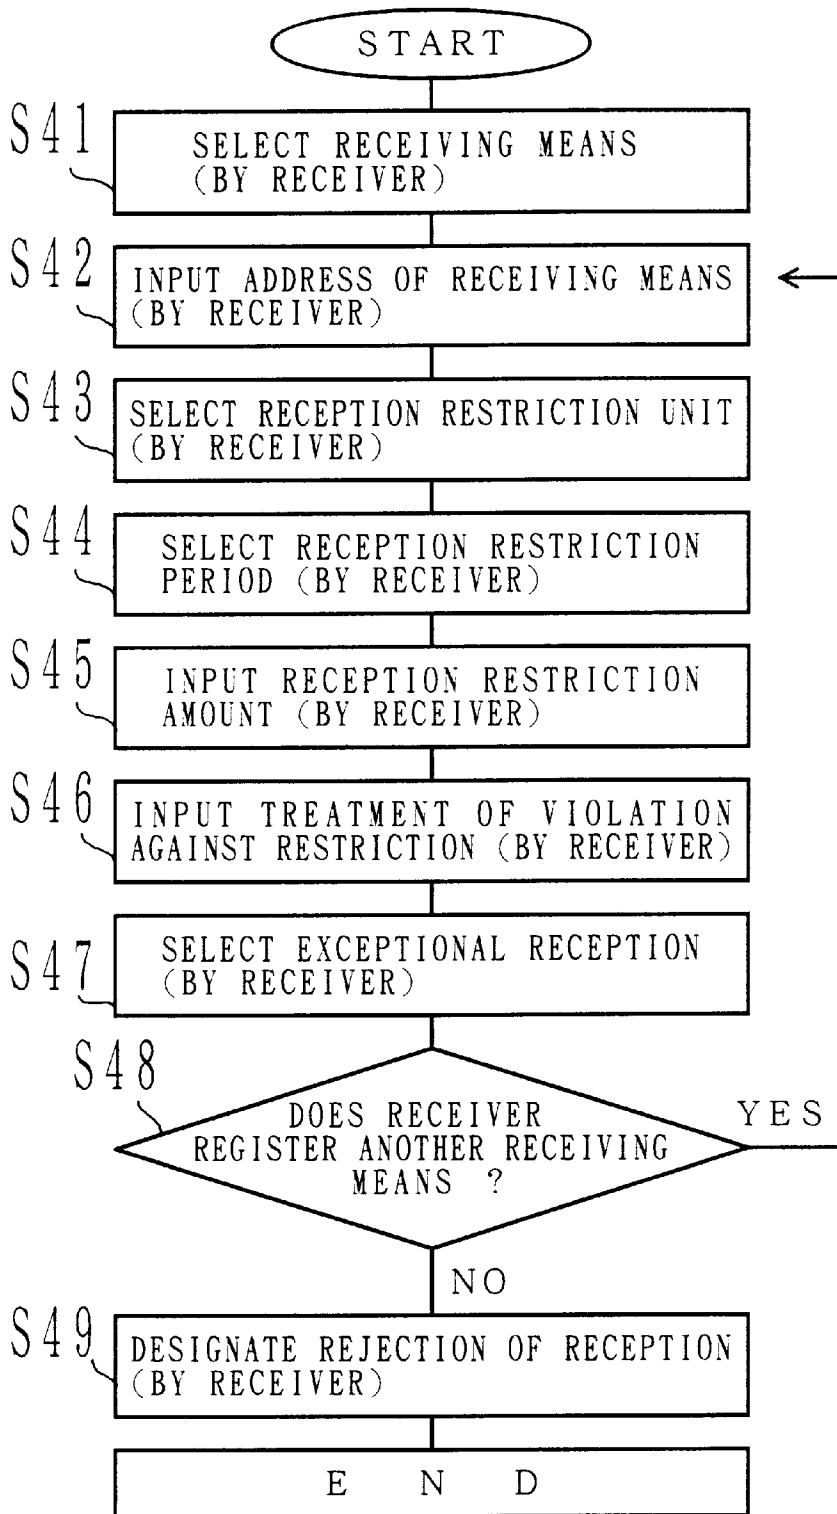 START
S41
SELECT RECEIVING MEANS
(BY RECEIVER)
S42
INPUT ADDRESS OF RECEIVING MEANS
(BY RECEIVER)
S43
SELECT RECEPTION RESTRICTION UNIT
(BY RECEIVER)
S44
SELECT RECEPTION RESTRICTION
PERIOD (BY RECEIVER)
S45
INPUT RECEPTION RESTRICTION
AMOUNT (BY RECEIVER)
S46
INPUT TREATMENT OF VIOLATION
AGAINST RESTRICTION (BY RECEIVER)
S47
SELECT EXCEPTIONAL RECEPTION
(BY RECEIVER)
S48
DOES RECEIVER
REGISTER ANOTHER RECEIVING
MEANS ?
YES
NO
S49
DESIGNATE REJECTION OF RECEPTION
(BY RECEIVER)
E N D